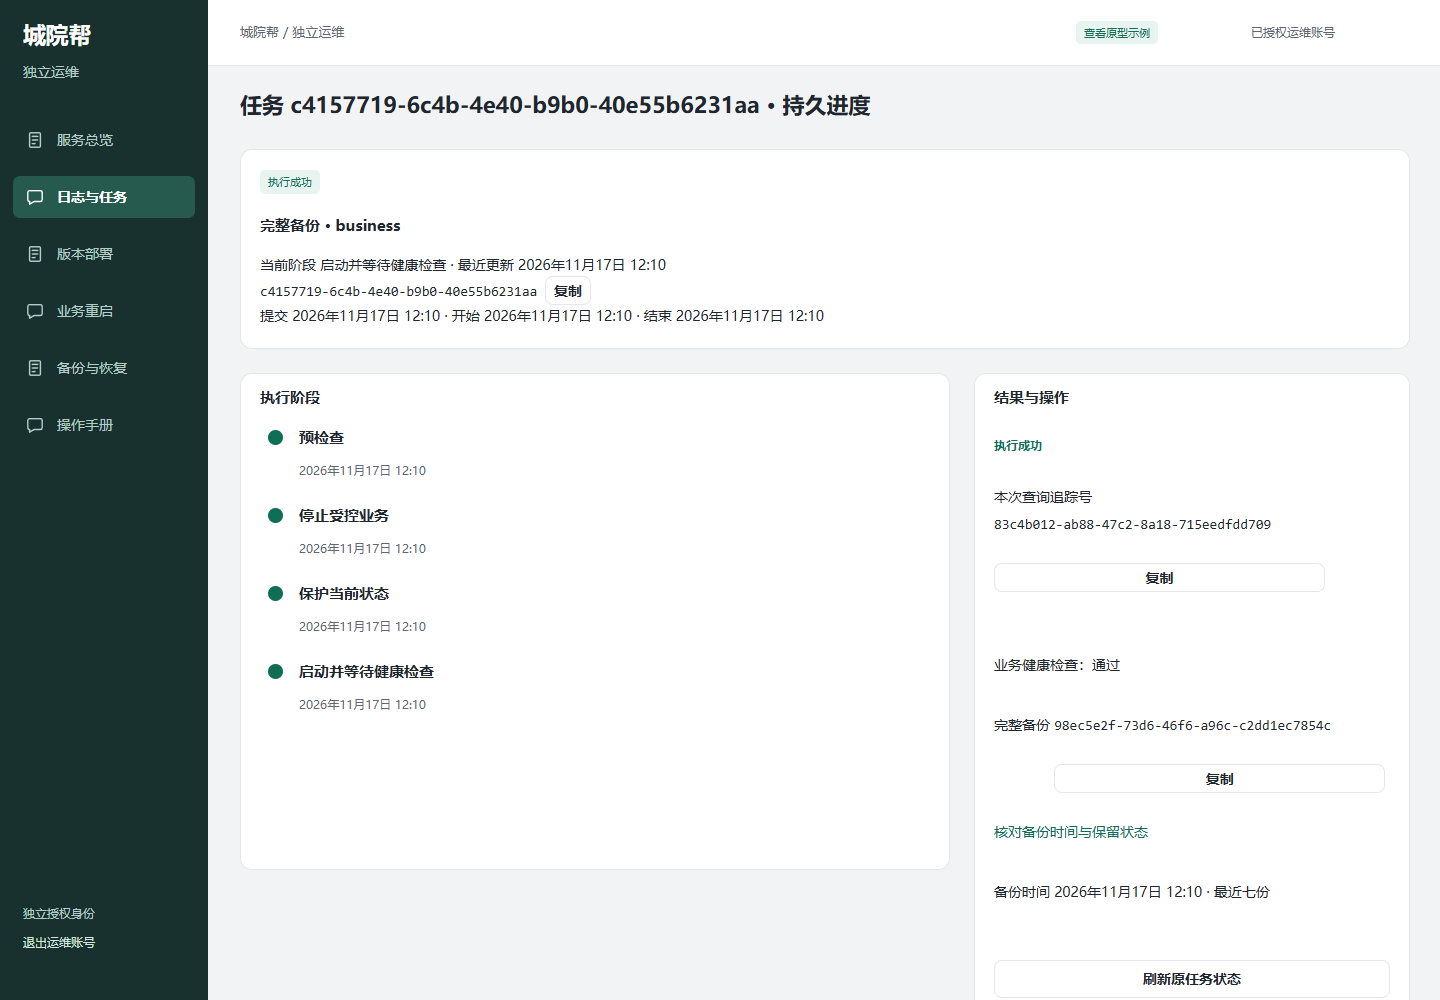 城院帮
独立运维
服务总览
日志与任务
版本部署
业务重启
备份与恢复
操作手册
独立授权身份
退出运维账号
城院帮 / 独立运维
查看原型示例
已授权运维账号
任务 c4157719-6c4b-4e40-b9b0-40e55b6231aa • 持久进度
执行成功
完整备份 • business
当前阶段 启动并等待健康检查 · 最近更新 2026年11月17日 12:10
c4157719-6c4b-4e40-b9b0-40e55b6231aa 复制
提交 2026年11月17日 12:10 · 开始 2026年11月17日 12:10 · 结束 2026年11月17日 12:10
执行阶段
预检查
2026年11月17日 12:10
停止受控业务
2026年11月17日 12:10
保护当前状态
2026年11月17日 12:10
启动并等待健康检查
2026年11月17日 12:10
结果与操作
执行成功
本次查询追踪号
83c4b012-ab88-47c2-8a18-715eedfdd709
复制
业务健康检查：通过
完整备份 98ec5e2f-73d6-46f6-a96c-c2dd1ec7854c
复制
核对备份时间与保留状态
备份时间 2026年11月17日 12:10 · 最近七份
刷新原任务状态